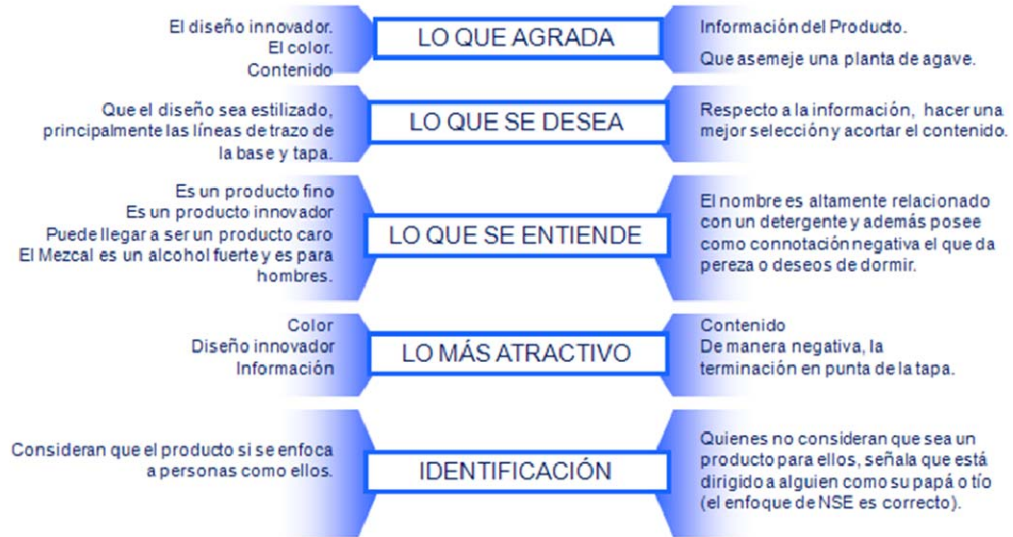 El diseño innovador.
El color.
Contenido
LO QUE AGRADA
Información del Producto.
Que asemeje una planta de agave.
Que el diseño sea estilizado,
principalmente las líneas de trazo de
la base y tapa.
LO QUE SE DESEA
Respecto a la información, hacer una
mejor selección y acortar el contenido.
Es un producto fino
Es un producto innovador
Puede llegar a ser un producto caro
El Mezcal es un alcohol fuerte y es para
hombres.
LO QUE SE ENTIENDE
El nombre es altamente relacionado
con un detergente y además posee
como connotación negativa el que da
pereza o deseos de dormir.
Color
Diseño innovador
Información
LO MÁS ATRACTIVO
Contenido
De manera negativa, la
terminación en punta de la tapa.
Consideran que el producto si se enfoca
a personas como ellos.
IDENTIFICACIÓN
Quienes no consideran que sea un
producto para ellos, señala que está
dirigido a alguien como su papá o tío
(el enfoque de NSE es correcto).